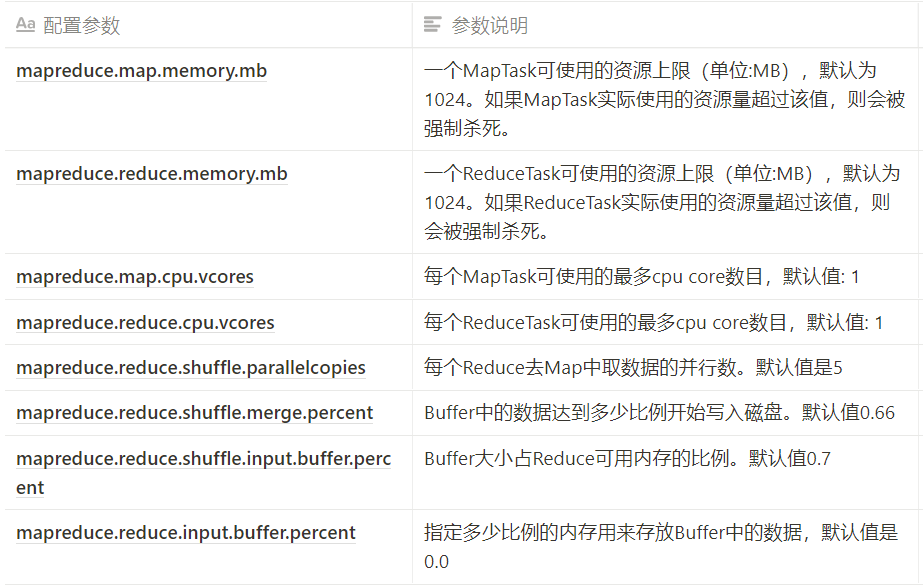 Aa 配置参数
参数说明
mapreduce.map.memory.mb
一个MapTask可使用的资源上限（单位:MB），默认为
1024。如果MapTask实际使用的资源量超过该值，则会被
强制杀死。
mapreduce.reduce.memory.mb
一个ReduceTask可使用的资源上限（单位:MB），默认为
1024。如果ReduceTask实际使用的资源量超过该值，则
会被强制杀死。
mapreduce.map.cpu.vcores
每个MapTask可使用的最多cpu core数目，默认值: 1
mapreduce.reduce.cpu.vcores
每个ReduceTask可使用的最多cpu core数目，默认值: 1
mapreduce.reduce.shuffle.parallelcopies
每个Reduce去Map中取数据的并行数。默认值是5
mapreduce.reduce.shuffle.merge.percent
Buffer中的数据达到多少比例开始写入磁盘。默认值0.66
mapreduce.reduce.shuffle.input.buffer.perc
ent
Buffer大小占Reduce可用内存的比例。默认值0.7
mapreduce.reduce.input.buffer.percent
指定多少比例的内存用来存放Buffer中的数据，默认值是
0.0